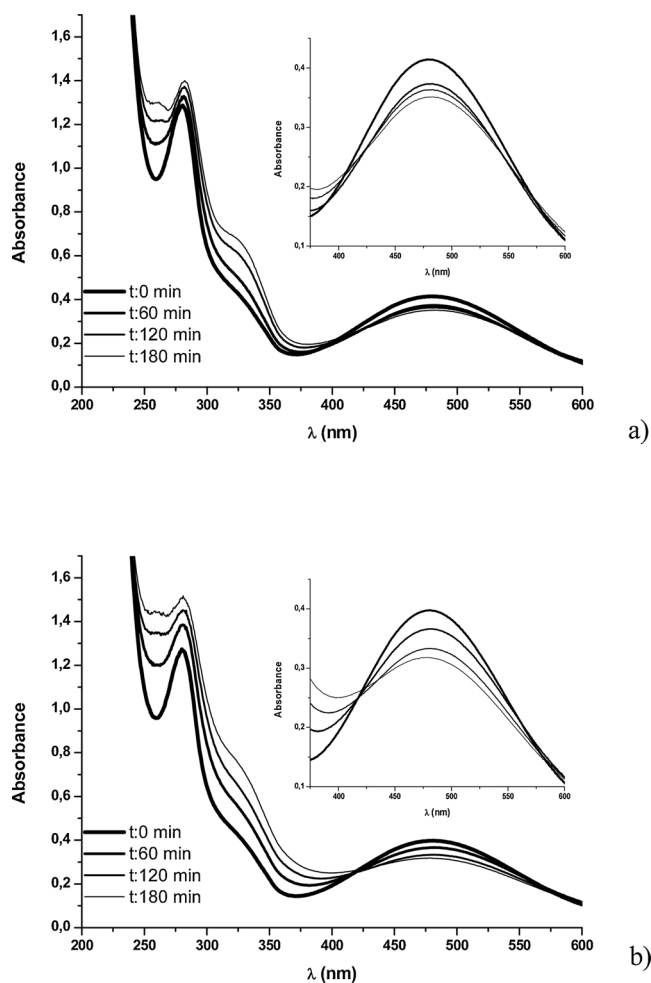 1,6
1,4
1,2
1,0
0,8
0,6
0,4
0,2
0,0
Absorbance
200 250 300 350 400 450 500 550 600
λ (nm)
t:0 min
t:60 min
t:120 min
t:180 min
0,4
0,3
0,2
0,1
Absorbance
400 450 500 550 600
λ (nm)
a)
1,6
1,4
1,2
1,0
0,8
0,6
0,4
0,2
0,0
Absorbance
200 250 300 350 400 450 500 550 600
λ (nm)
t:0 min
t:60 min
t:120 min
t:180 min
0,4
0,3
0,2
0,1
Absorbance
400 450 500 550 600
λ (nm)
b)